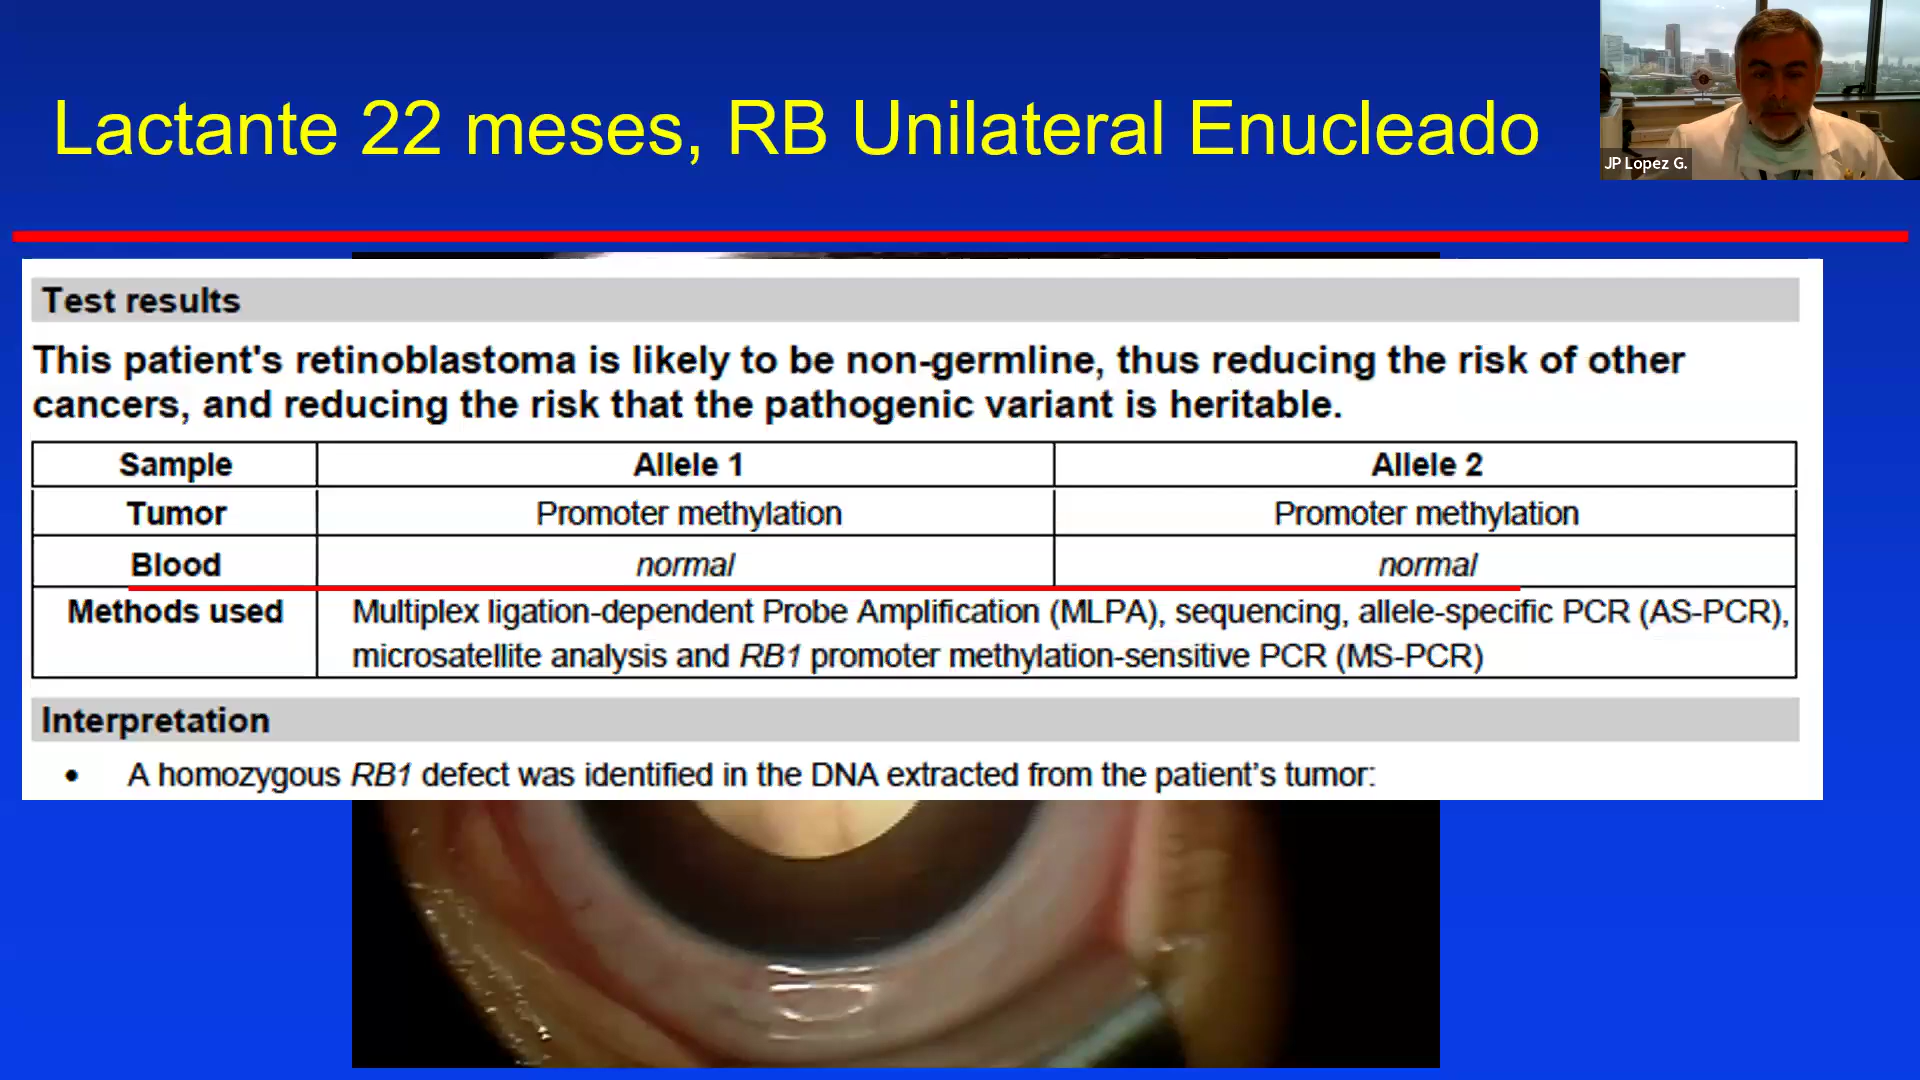 Lactante 22 meses, RB Unilateral Enucleado
JP Lopez G.
Test results
This patient's retinoblastoma is likely to be non-germline, thus reducing the risk of other
cancers, and reducing the risk that the pathogenic variant is heritable.
Sample Allele 1 Allele 2
Tumor Promoter methylation Promoter methylation
Blood normal normal
Methods used Multiplex ligation-dependent Probe Amplification (MLPA), sequencing, allele-specific PCR (AS-PCR),
microsatellite analysis and RB1 promoter methylation-sensitive PCR (MS-PCR)
Interpretation
• A homozygous RB1 defect was identified in the DNA extracted from the patient’s tumor: